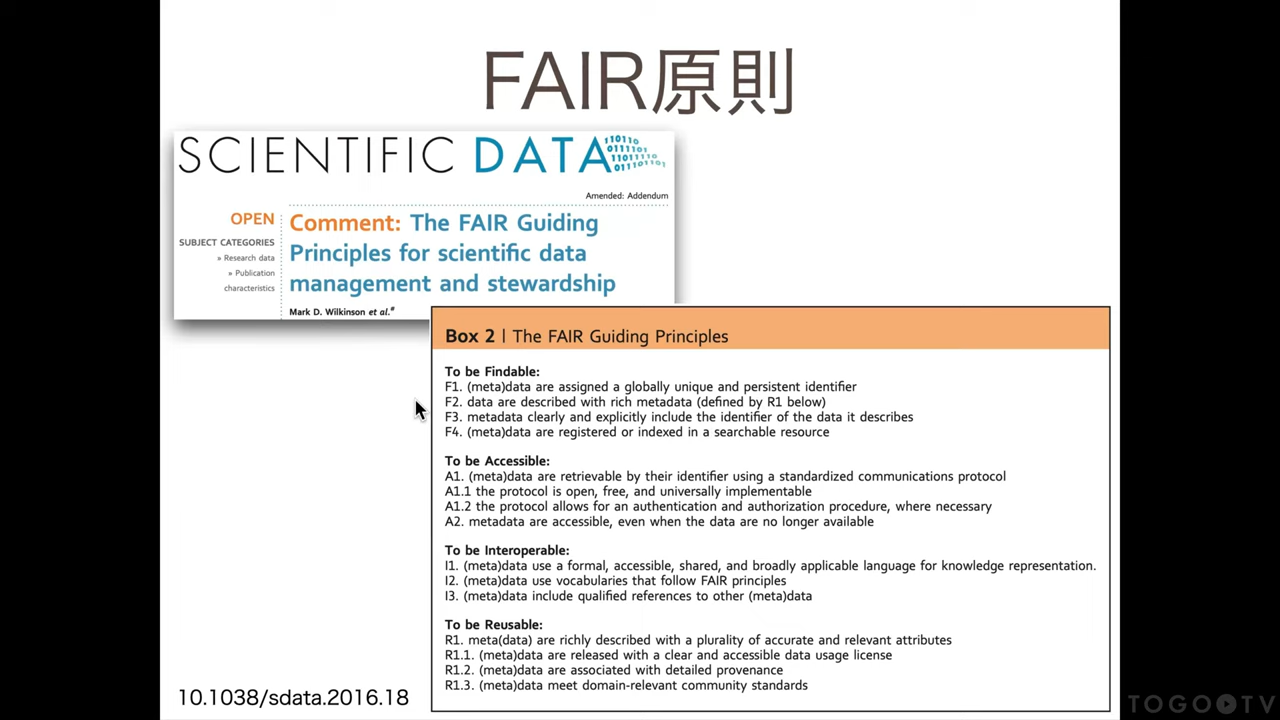 FAIR原則
SCIENTIFIC DATA
Amended: Addendum
OPEN
SUBJECT CATEGORIES
» Research data
» Publication
characteristics
Comment: The FAIR Guiding
Principles for scientific data
management and stewardship
Mark D. Wilkinson et al.#
Box 2 | The FAIR Guiding Principles
To be Findable:
F1. (meta)data are assigned a globally unique and persistent identifier
F2. data are described with rich metadata (defined by R1 below)
F3. metadata clearly and explicitly include the identifier of the data it describes
F4. (meta)data are registered or indexed in a searchable resource
To be Accessible:
A1. (meta)data are retrievable by their identifier using a standardized communications protocol
A1.1 the protocol is open, free, and universally implementable
A1.2 the protocol allows for an authentication and authorization procedure, where necessary
A2. metadata are accessible, even when the data are no longer available
To be Interoperable:
I1. (meta)data use a formal, accessible, shared, and broadly applicable language for knowledge representation.
I2. (meta)data use vocabularies that follow FAIR principles
I3. (meta)data include qualified references to other (meta)data
To be Reusable:
R1. meta(data) are richly described with a plurality of accurate and relevant attributes
R1.1. (meta)data are released with a clear and accessible data usage license
R1.2. (meta)data are associated with detailed provenance
R1.3. (meta)data meet domain-relevant community standards
10.1038/sdata.2016.18
TOGO TV